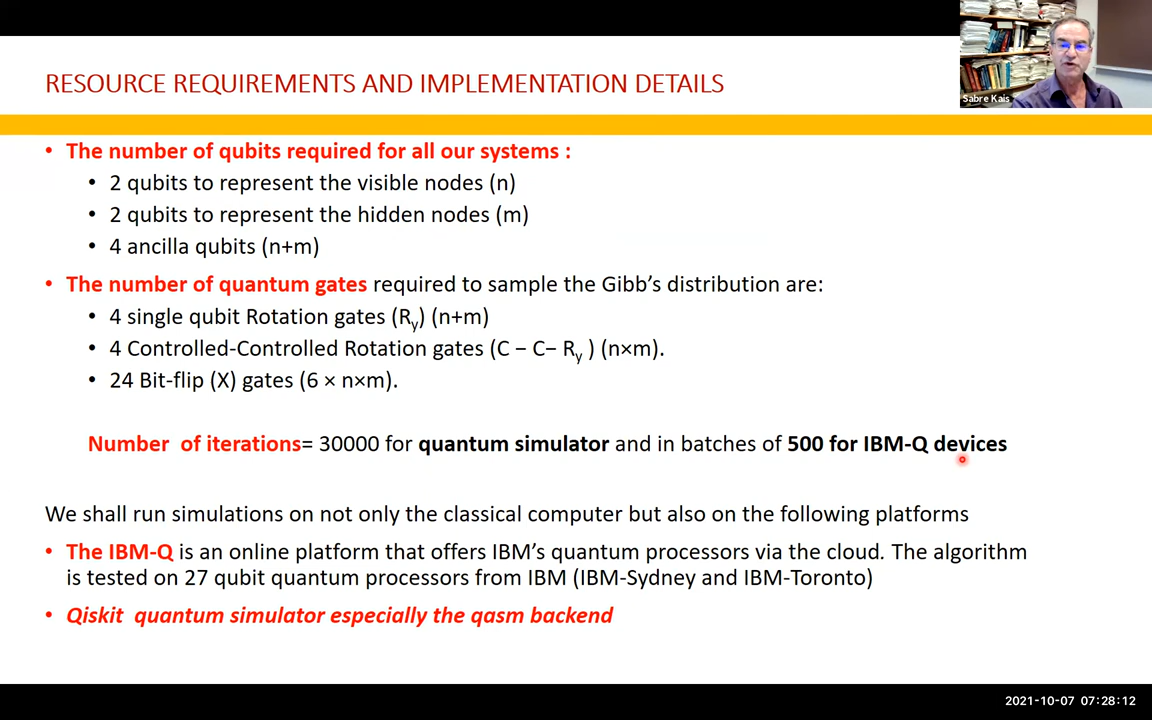 RESOURCE REQUIREMENTS AND IMPLEMENTATION DETAILS
Sabre Kais
• The number of qubits required for all our systems :
• 2 qubits to represent the visible nodes (n)
• 2 qubits to represent the hidden nodes (m)
• 4 ancilla qubits (n+m)
• The number of quantum gates required to sample the Gibb’s distribution are:
• 4 single qubit Rotation gates (Ry) (n+m)
• 4 Controlled-Controlled Rotation gates (C − C− Ry ) (n×m).
• 24 Bit-flip (X) gates (6 × n×m).
Number of iterations= 30000 for quantum simulator and in batches of 500 for IBM-Q devices
We shall run simulations on not only the classical computer but also on the following platforms
• The IBM-Q is an online platform that offers IBM’s quantum processors via the cloud. The algorithm
is tested on 27 qubit quantum processors from IBM (IBM-Sydney and IBM-Toronto)
• Qiskit quantum simulator especially the qasm backend
2021-10-07 07:28:12